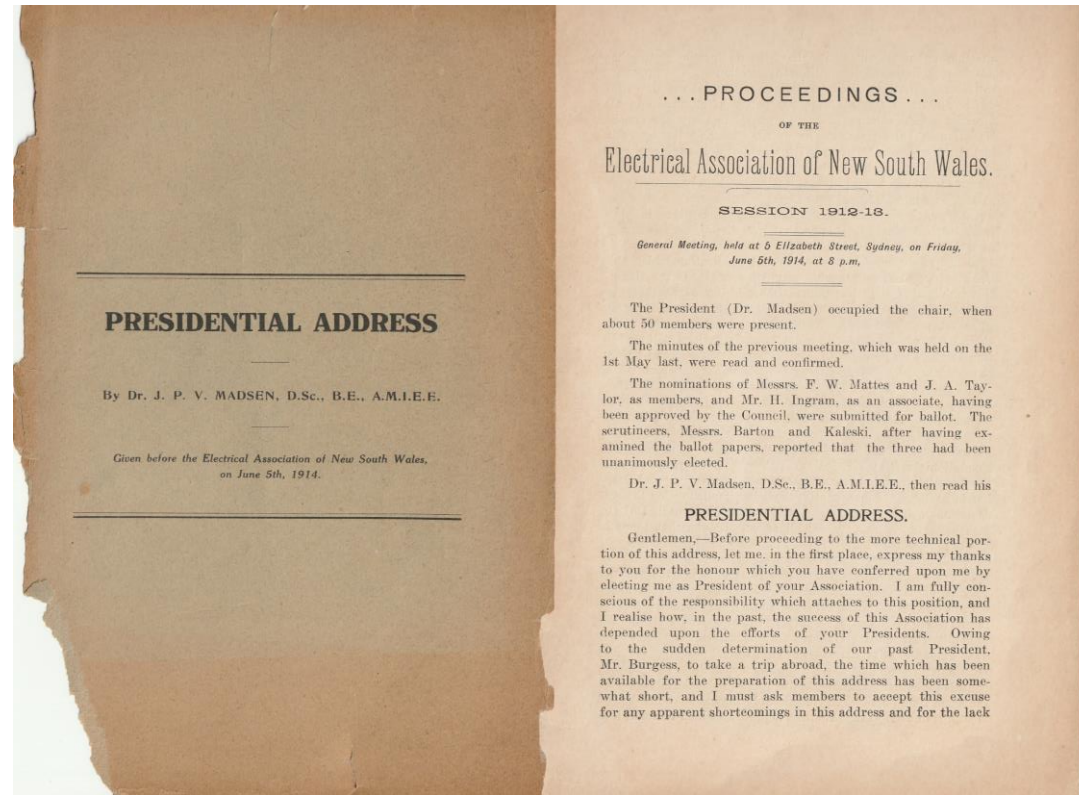 PRESIDENTIAL ADDRESS
By Dr. J. P. V. MADSEN, D.Sc., B.E., A.M.I.E.E.
Given before the Electrical Association of New South Wales,
on June 5th, 1914.
...PROCEEDINGS...
OF THE
Electrical Association of New South Wales.
SESSION 1912-13.
General Meeting, held at 5 Elizabeth Street, Sydney, on Friday,
June 5th, 1914, at 8 p.m,
The President (Dr. Madsen) occupied the chair, when
about 50 members were present.
The minutes of the previous meeting, which was held on the
1st May last, were read and confirmed.
The nominations of Messrs. F. W. Mattes and J. A. Tay-
lor, as members, and Mr. H. Ingram, as an associate, having
been approved by the Council, were submitted for ballot. The
scrutineers, Messrs. Barton and Kaleski, after having ex-
amined the ballot papers, reported that the three had been
unanimously elected.
Dr. J. P. V. Madsen, D.Sc., B.E., A.M.I.E.E., then read his
PRESIDENTIAL ADDRESS.
Gentlemen,—Before proceeding to the more technical por-
tion of this address, let me, in the first place, express my thanks
to you for the honour which you have conferred upon me by
electing me as President of your Association. I am fully con-
scious of the responsibility which attaches to this position, and
I realise how, in the past, the success of this Association has
depended upon the efforts of your Presidents. Owing
to the sudden determination of our past President,
Mr. Burgess, to take a trip abroad, the time which has been
available for the preparation of this address has been some-
what short, and I must ask members to accept this excuse
for any apparent shortcomings in this address and for the lack